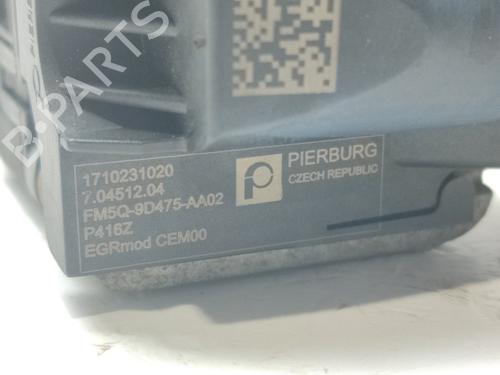 B-PARTS
1710231020
7.04512.04
FM5Q-9D475-AA02
P416Z
EGRmod CEM00
PIERBURG
CZECH REPUBLIC